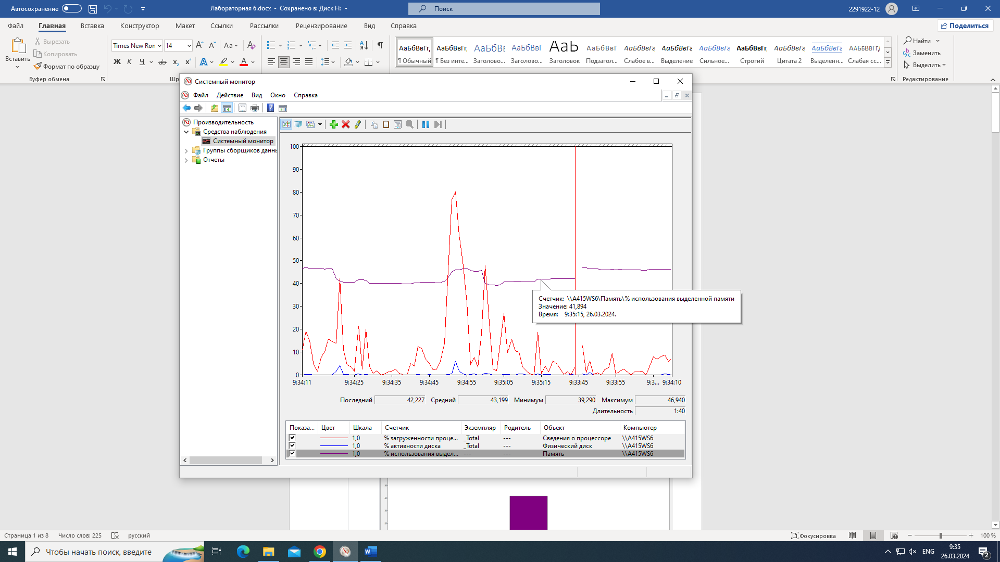 Автосохранение
Лабораторная 6.docx - Сохранено в: Диск H:
Поиск
2291922-12
Файл Главная Вставка Конструктор Макет Ссылки Рассылки Рецензирование Вид Справка
Поделиться
Вставить
Вырезать
Копировать
Формат по образцу
Буфер обмена
Times New Ron 14
Aa
Ж К Ч ab x₂ x² A A
АаБбВвГг,
¶ Обычный
АаБбВвГг,
¶ Без инте...
АаБбВ
Заголово...
АаБбВвГ
Заголово...
АаЬ
Заголовок
АаБбВвГ
Подзагол...
АаБбВвГг
Слабое в...
АаБбВвГг
Выделение
АаБбВвГг
Сильное...
АаБбВвГг,
Строгий
АаБбВвГг
Цитата 2
АаБбВвГг
Выделенн...
АаБбВвГг
Слабая сс...
Найти
Заменить
Выделить
Редактирование
Системный монитор
Файл Действие Вид Окно Справка
Производительность
Средства наблюдения
Системный монитор
Группы сборщиков данн
Отчеты
100
90
80
70
60
50
40
30
20
10
0
9:34:11 9:34:25 9:34:35 9:34:45 9:34:55 9:35:05 9:35:15 9:33:45 9:33:55 9:3... 9:34:10
Счетчик: \\A415WS6\Память\% использования выделенной памяти
Значение: 41,894
Время: 9:35:15, 26.03.2024.
Последний 42,227 Средний 43,199 Минимум 39,290 Максимум 46,940
Длительность 1:40
Показа... Цвет Шкала Счетчик Экземпляр Родитель Объект Компьютер
1,0 % загруженности проце... _Total --- Сведения о процессоре \\A415WS6
1,0 % активности диска _Total --- Физический диск \\A415WS6
1,0 % использования выдел... --- --- Память \\A415WS6
Страница 1 из 8 Число слов: 225 русский
Фокусировка
100 %
Чтобы начать поиск, введите
ENG
9:35
26.03.2024
2